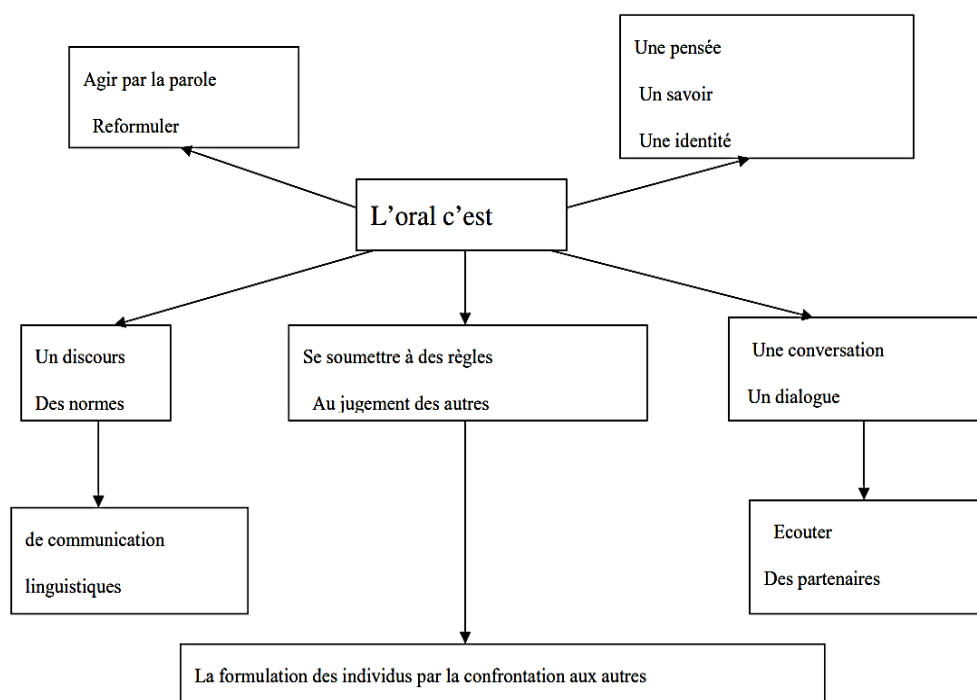 Agir par la parole
Reformuler
Une pensée
Un savoir
Une identité
L’oral c’est
Un discours
Des normes
Se soumettre à des règles
Au jugement des autres
Une conversation
Un dialogue
de communication
linguistiques
Ecouter
Des partenaires
La formulation des individus par la confrontation aux autres